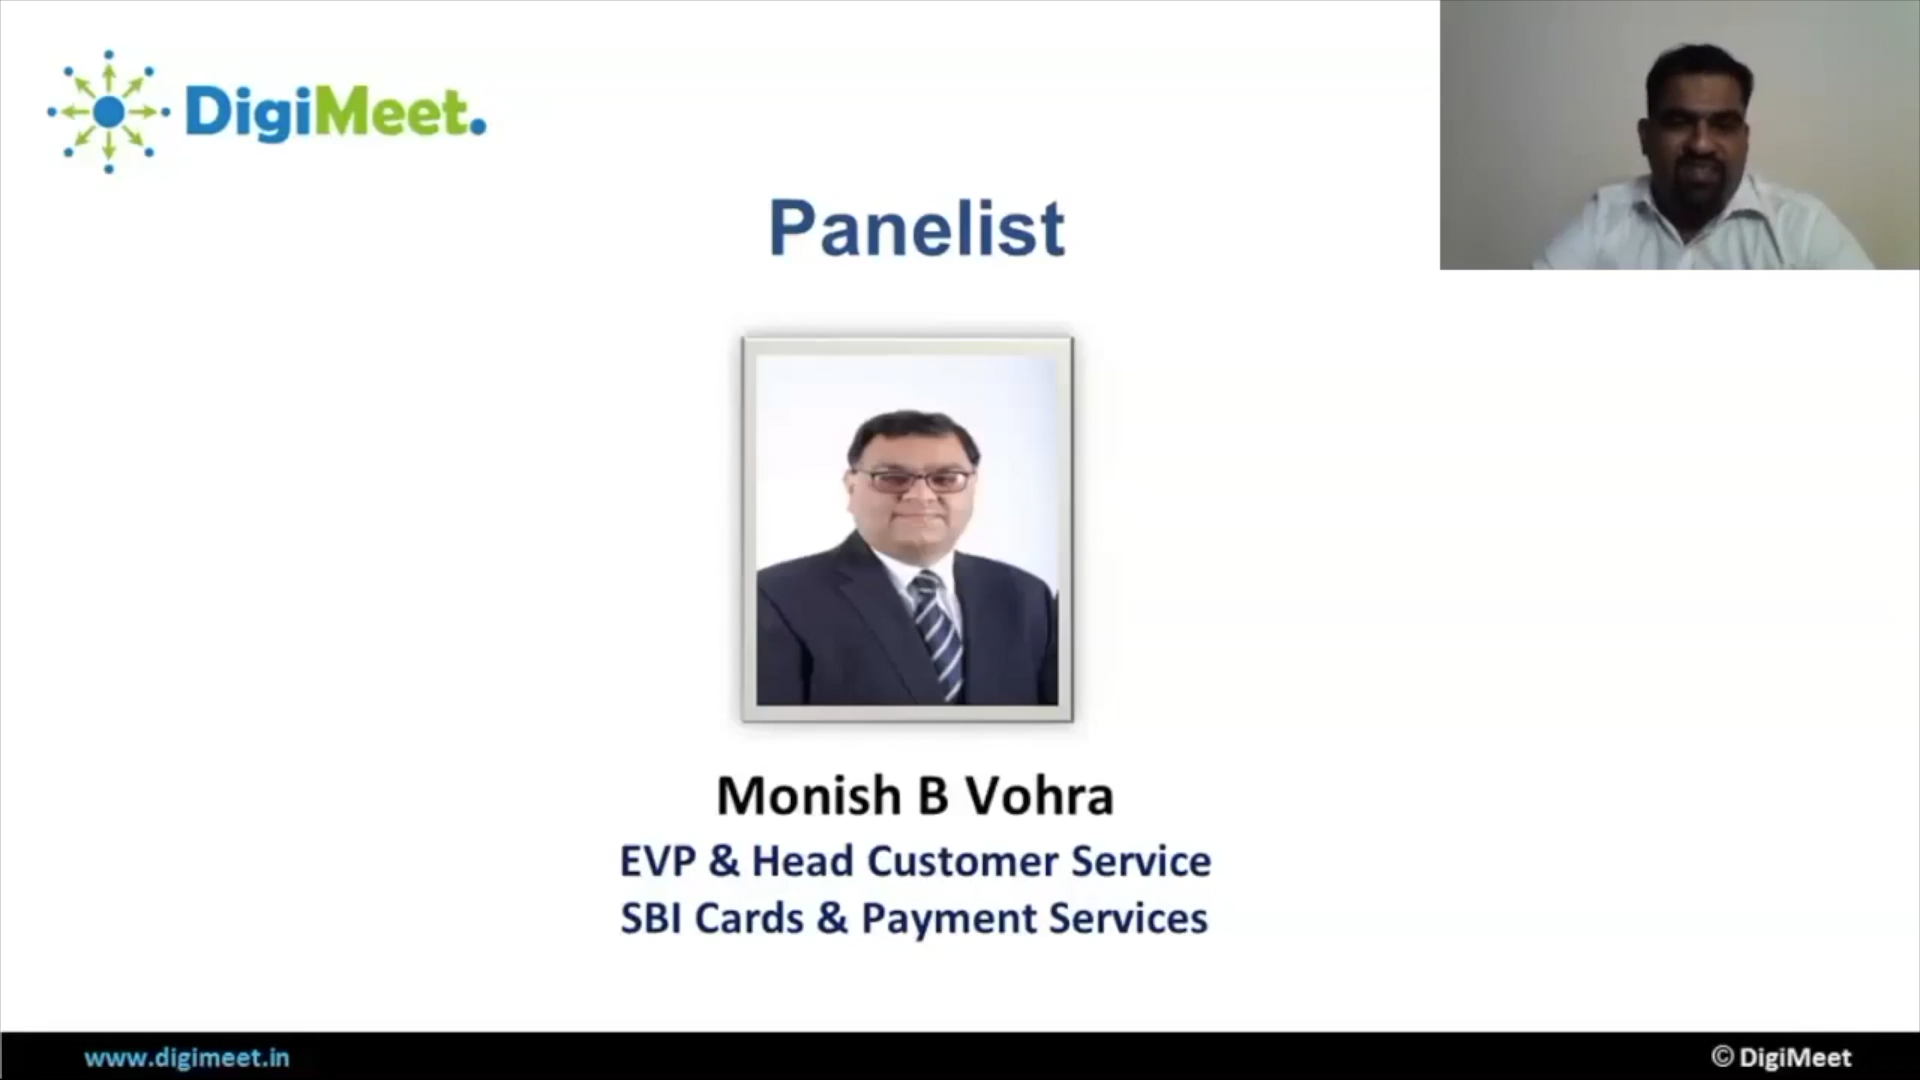 DigiMeet.
Panelist
Monish B Vohra
EVP & Head Customer Service
SBI Cards & Payment Services
www.digimeet.in
© DigiMeet